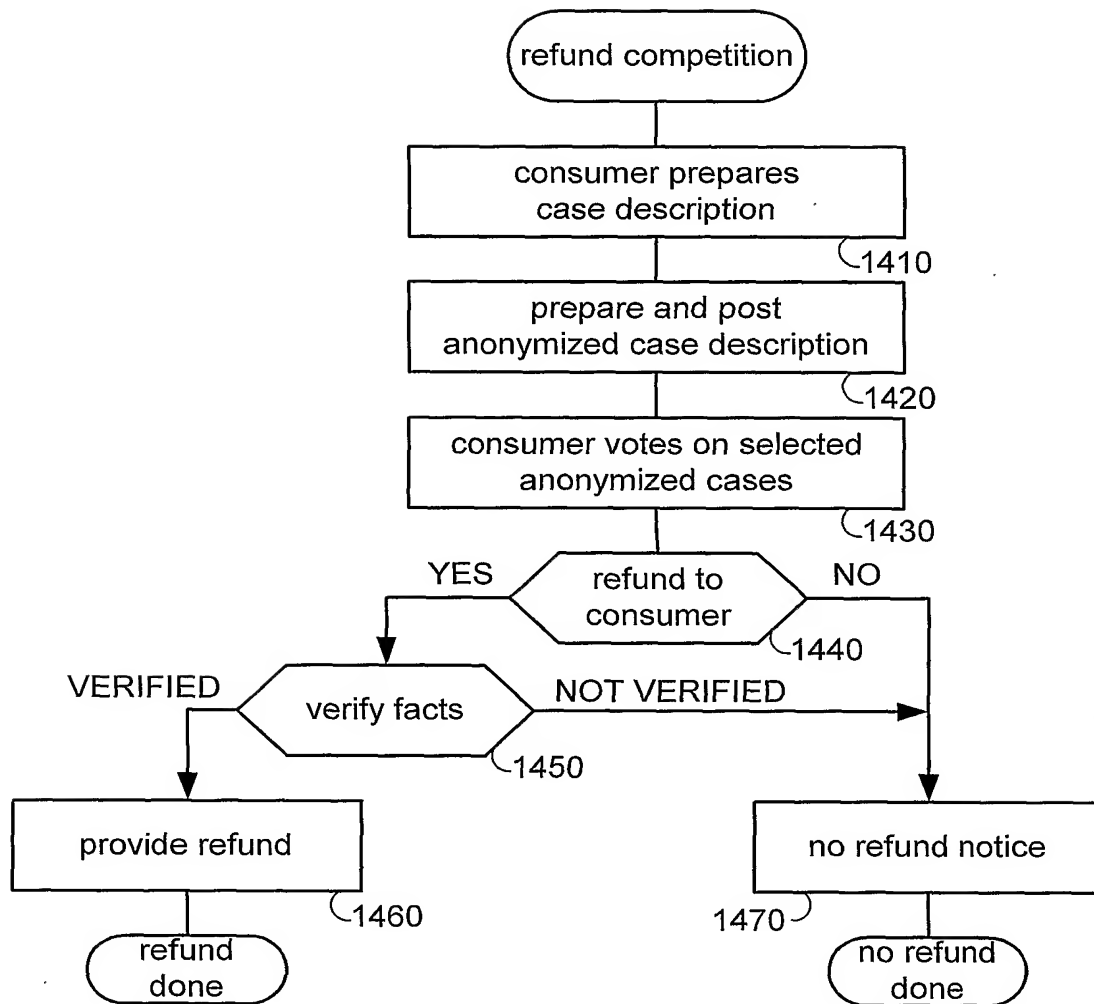 refund competition
consumer prepares
case description
1410
prepare and post
anonymized case description
1420
consumer votes on selected
anonymized cases
1430
YES
refund to
consumer
NO
1440
VERIFIED
verify facts
NOT VERIFIED
1450
provide refund
1460
no refund notice
1470
refund
done
no refund
done